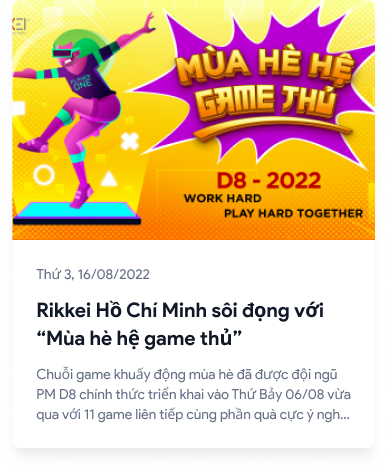 KEI
MÙA HÈ HỆ
GAME THỦ
PLAYER
ONE
D8 - 2022
WORK HARD
PLAY HARD TOGETHER
Thứ 3, 16/08/2022
Rikkei Hồ Chí Minh sôi động với
“Mùa hè hệ game thủ”
Chuỗi game khuấy động mùa hè đã được đội ngũ
PM D8 chính thức triển khai vào Thứ Bảy 06/08 vừa
qua với 11 game liên tiếp cùng phần quà cực ý ngh...